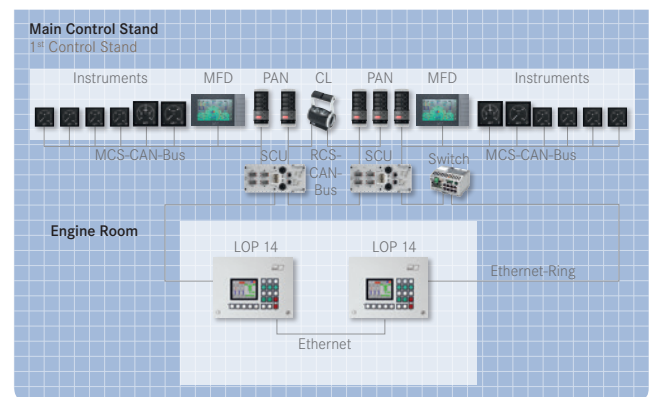 Main Control Stand
1st Control Stand
Instruments MFD PAN CL PAN MFD Instruments
MCS-CAN-Bus SCU RCS-CAN-Bus SCU Switch MCS-CAN-Bus
Engine Room
LOP 14 LOP 14
Ethernet-Ring
Ethernet